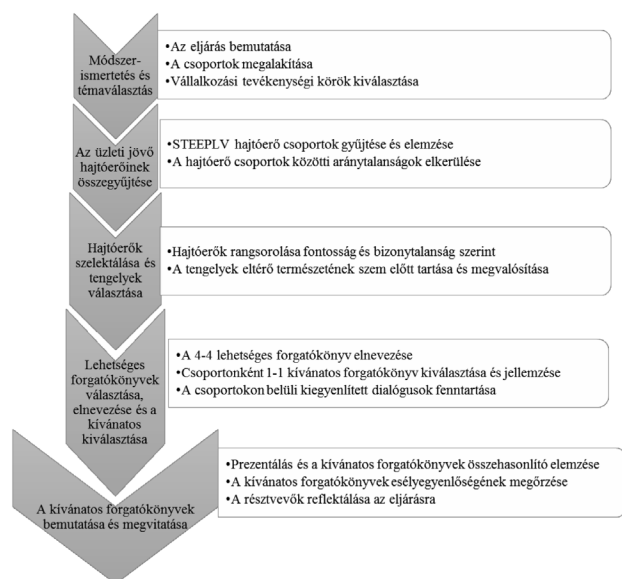 Módszer-
ismertetés és
témaválasztás
•Az eljárás bemutatása
•A csoportok megalakítása
•Vállalkozási tevékenységi körök kiválasztása
Az üzleti jövő
hajtóerőinek
összegyűjtése
•STEEPLV hajtóerő csoportok gyűjtése és elemzése
•A hajtóerő csoportok közötti aránytalanságok elkerülése
Hajtóerők
szelektálása és
tengelyek
választása
•Hajtóerők rangsorolása fontosság és bizonytalanság szerint
•A tengelyek eltérő természetének szem előtt tartása és megvalósítása
Lehetséges
forgatókönyvek
választása,
elnevezése és a
kívánatos
kiválasztása
•A 4-4 lehetséges forgatókönyv elnevezése
•Csoportonként 1-1 kívánatos forgatókönyv kiválasztása és jellemzése
•A csoportokon belüli kiegyenlített dialógusok fenntartása
A kívánatos forgatókönyvek
bemutatása és megvitatása
•Prezentálás és a kívánatos forgatókönyvek összehasonlító elemzése
•A kívánatos forgatókönyvek esélyegyenlőségének megőrzése
•A résztvevők reflektálása az eljárásra